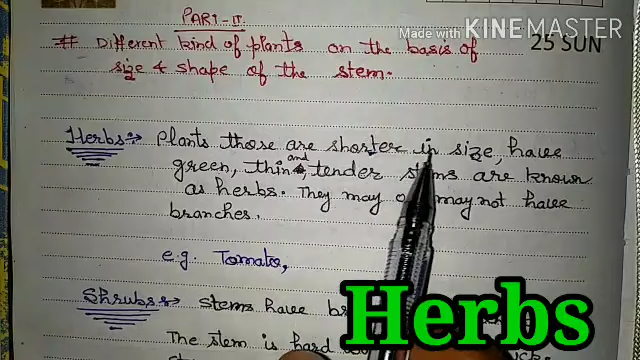 PART-II
Made with KINEMASTER
# Different kind of plants on the basis of
25 SUN
size & shape of the stem.
Herbs → Plants those are shorter in size, have
green, thin and tender stems are known
as herbs. They may or may not have
branches.
e.g. Tomato,
Shrubs → Stems have
The stem is hard
Herbs